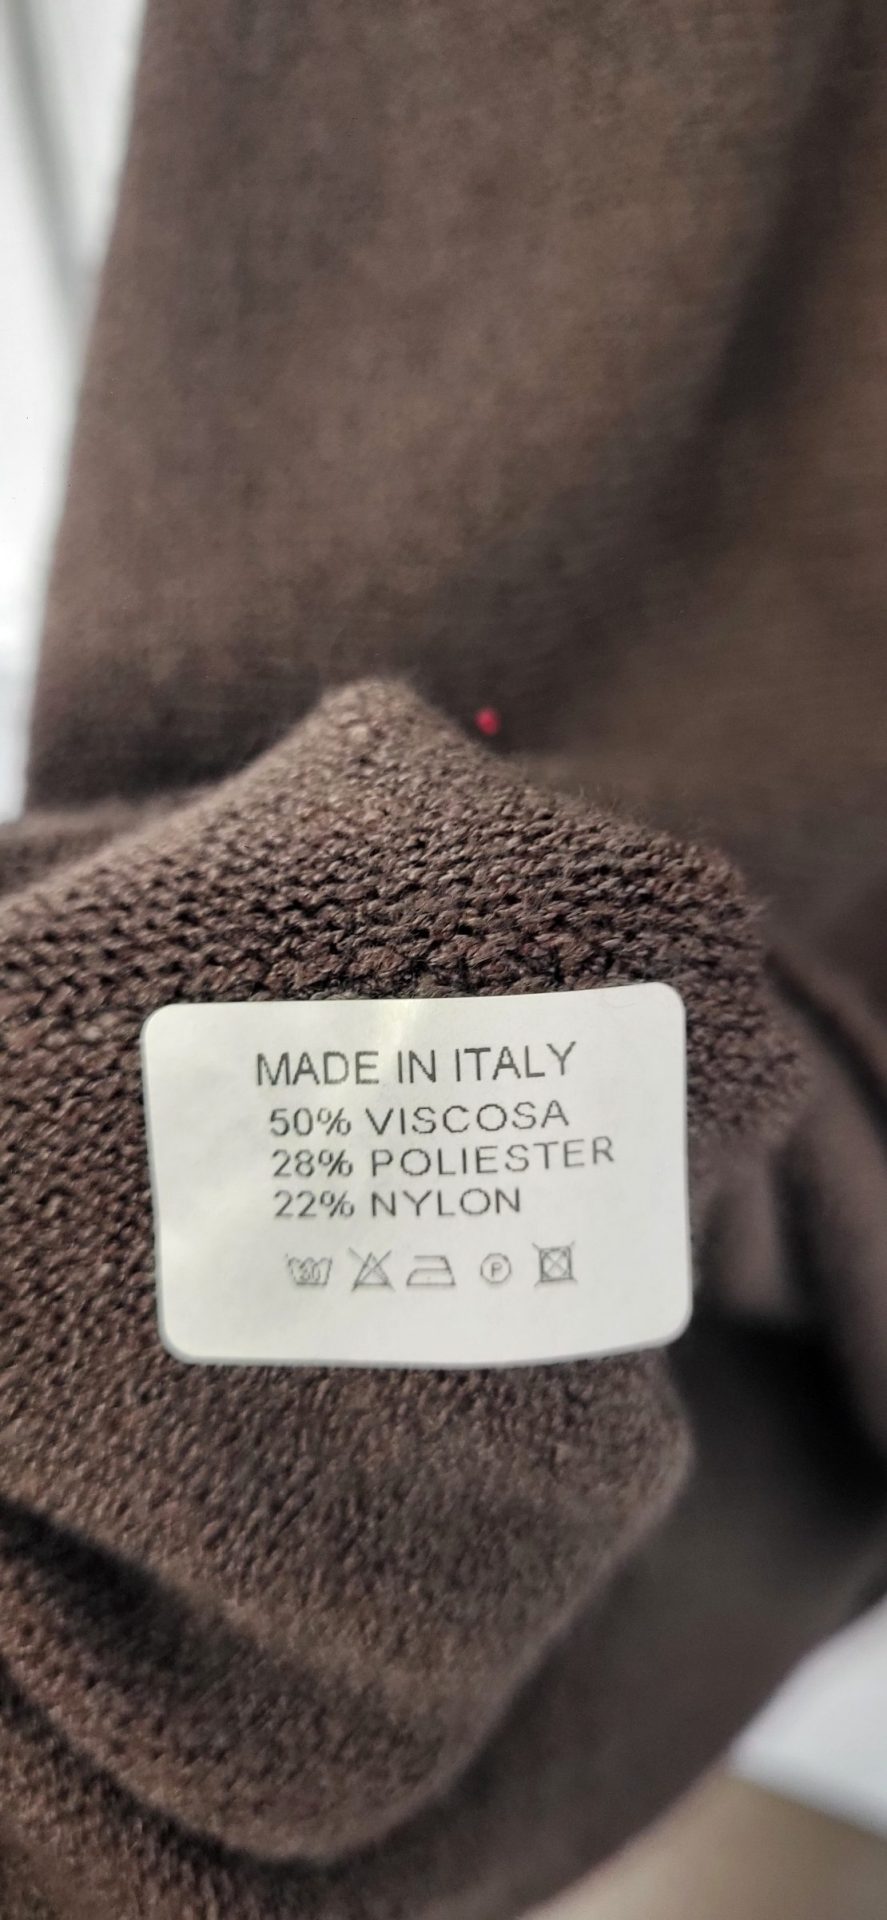 MADE IN ITALY
50% VISCOSA
28% POLIESTER
22% NYLON
30 P